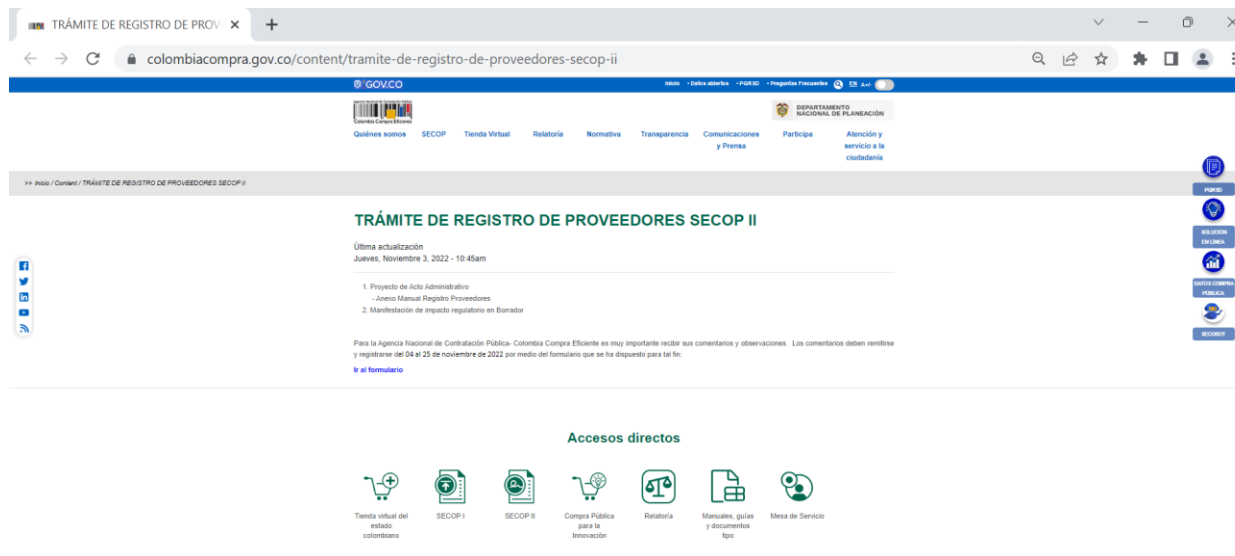 TRÁMITE DE REGISTRO DE PROV
colombiacompra.gov.co/content/tramite-de-registro-de-proveedores-secop-ii
GOV.CO
Inicio • Datos abiertos • PQRSD • Preguntas Frecuentes EN A+/-
Colombia Compra Eficiente
DEPARTAMENTO
NACIONAL DE PLANEACIÓN
Quiénes somos SECOP Tienda Virtual Relatoría Normativa Transparencia Comunicaciones
y Prensa
Participa Atención y
servicio a la
ciudadanía
>> Inicio / Content / TRÁMITE DE REGISTRO DE PROVEEDORES SECOP II
PQRSD
SOLUCIÓN
EN LÍNEA
DATOS COMPRA
PÚBLICA
SECOBOT
TRÁMITE DE REGISTRO DE PROVEEDORES SECOP II
Última actualización
Jueves, Noviembre 3, 2022 - 10:45am
1. Proyecto de Acto Administrativo
- Anexo Manual Registro Proveedores
2. Manifestación de impacto regulatorio en Borrador
Para la Agencia Nacional de Contratación Pública- Colombia Compra Eficiente es muy importante recibir sus comentarios y observaciones. Los comentarios deben remitirse
y registrarse del 04 al 25 de noviembre de 2022 por medio del formulario que se ha dispuesto para tal fin:
Ir al formulario
Accesos directos
Tienda virtual del
estado
colombiano
SECOP I
SECOP II
Compra Pública
para la
Innovación
Relatoría
Manuales, guías
y documentos
tipo
Mesa de Servicio